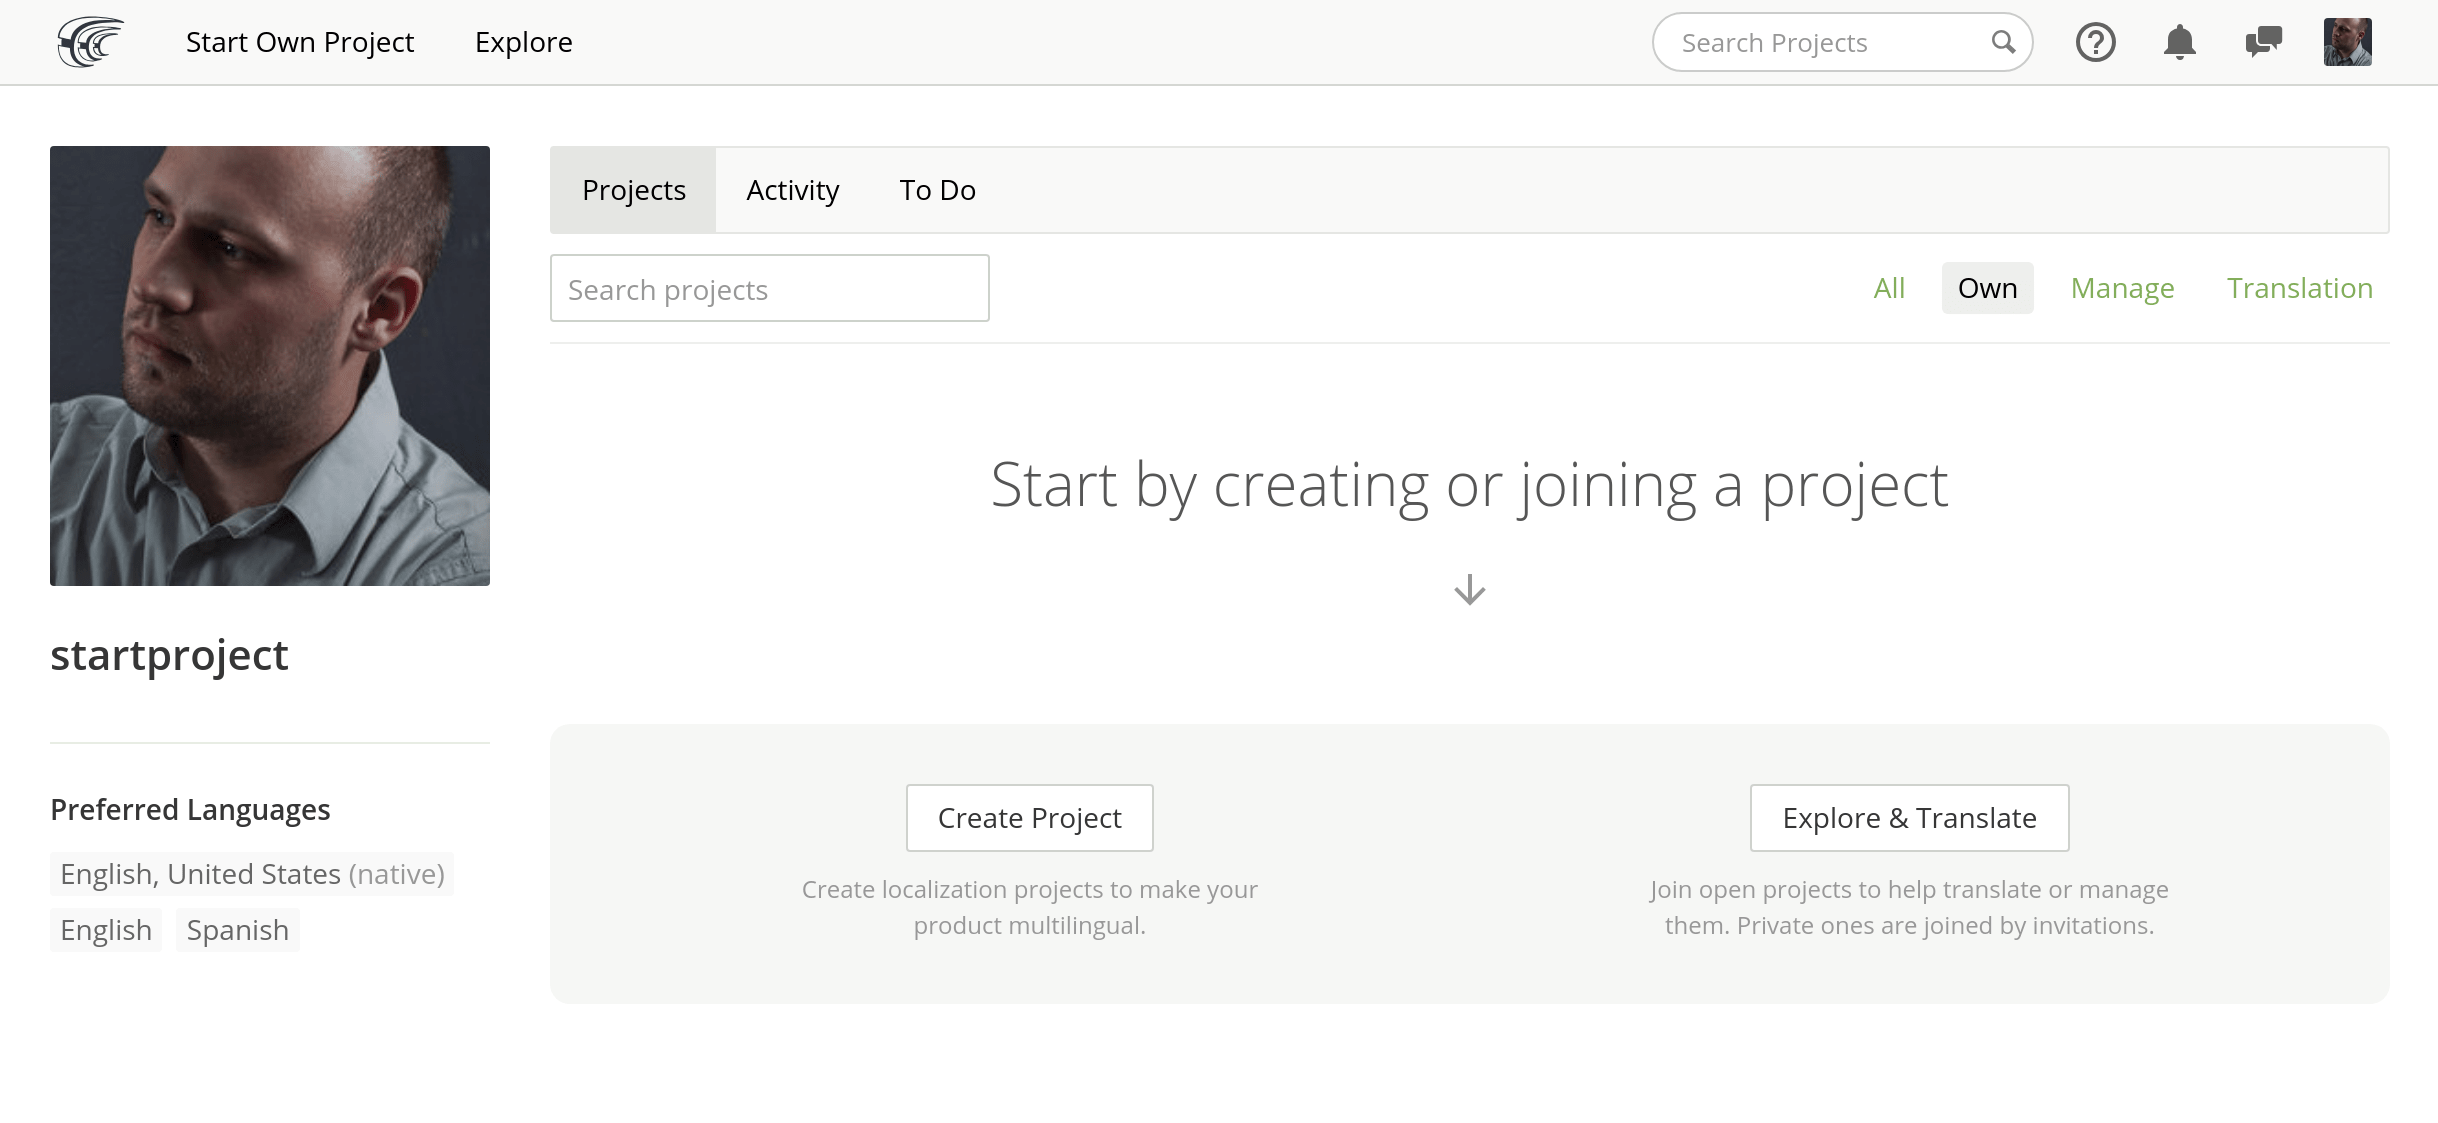 Start Own Project
Explore
Search Projects
Projects
Activity
To Do
Search projects
All
Own
Manage
Translation
Start by creating or joining a project
startproject
Preferred Languages
English, United States (native)
English
Spanish
Create Project
Create localization projects to make your
product multilingual.
Explore & Translate
Join open projects to help translate or manage
them. Private ones are joined by invitations.